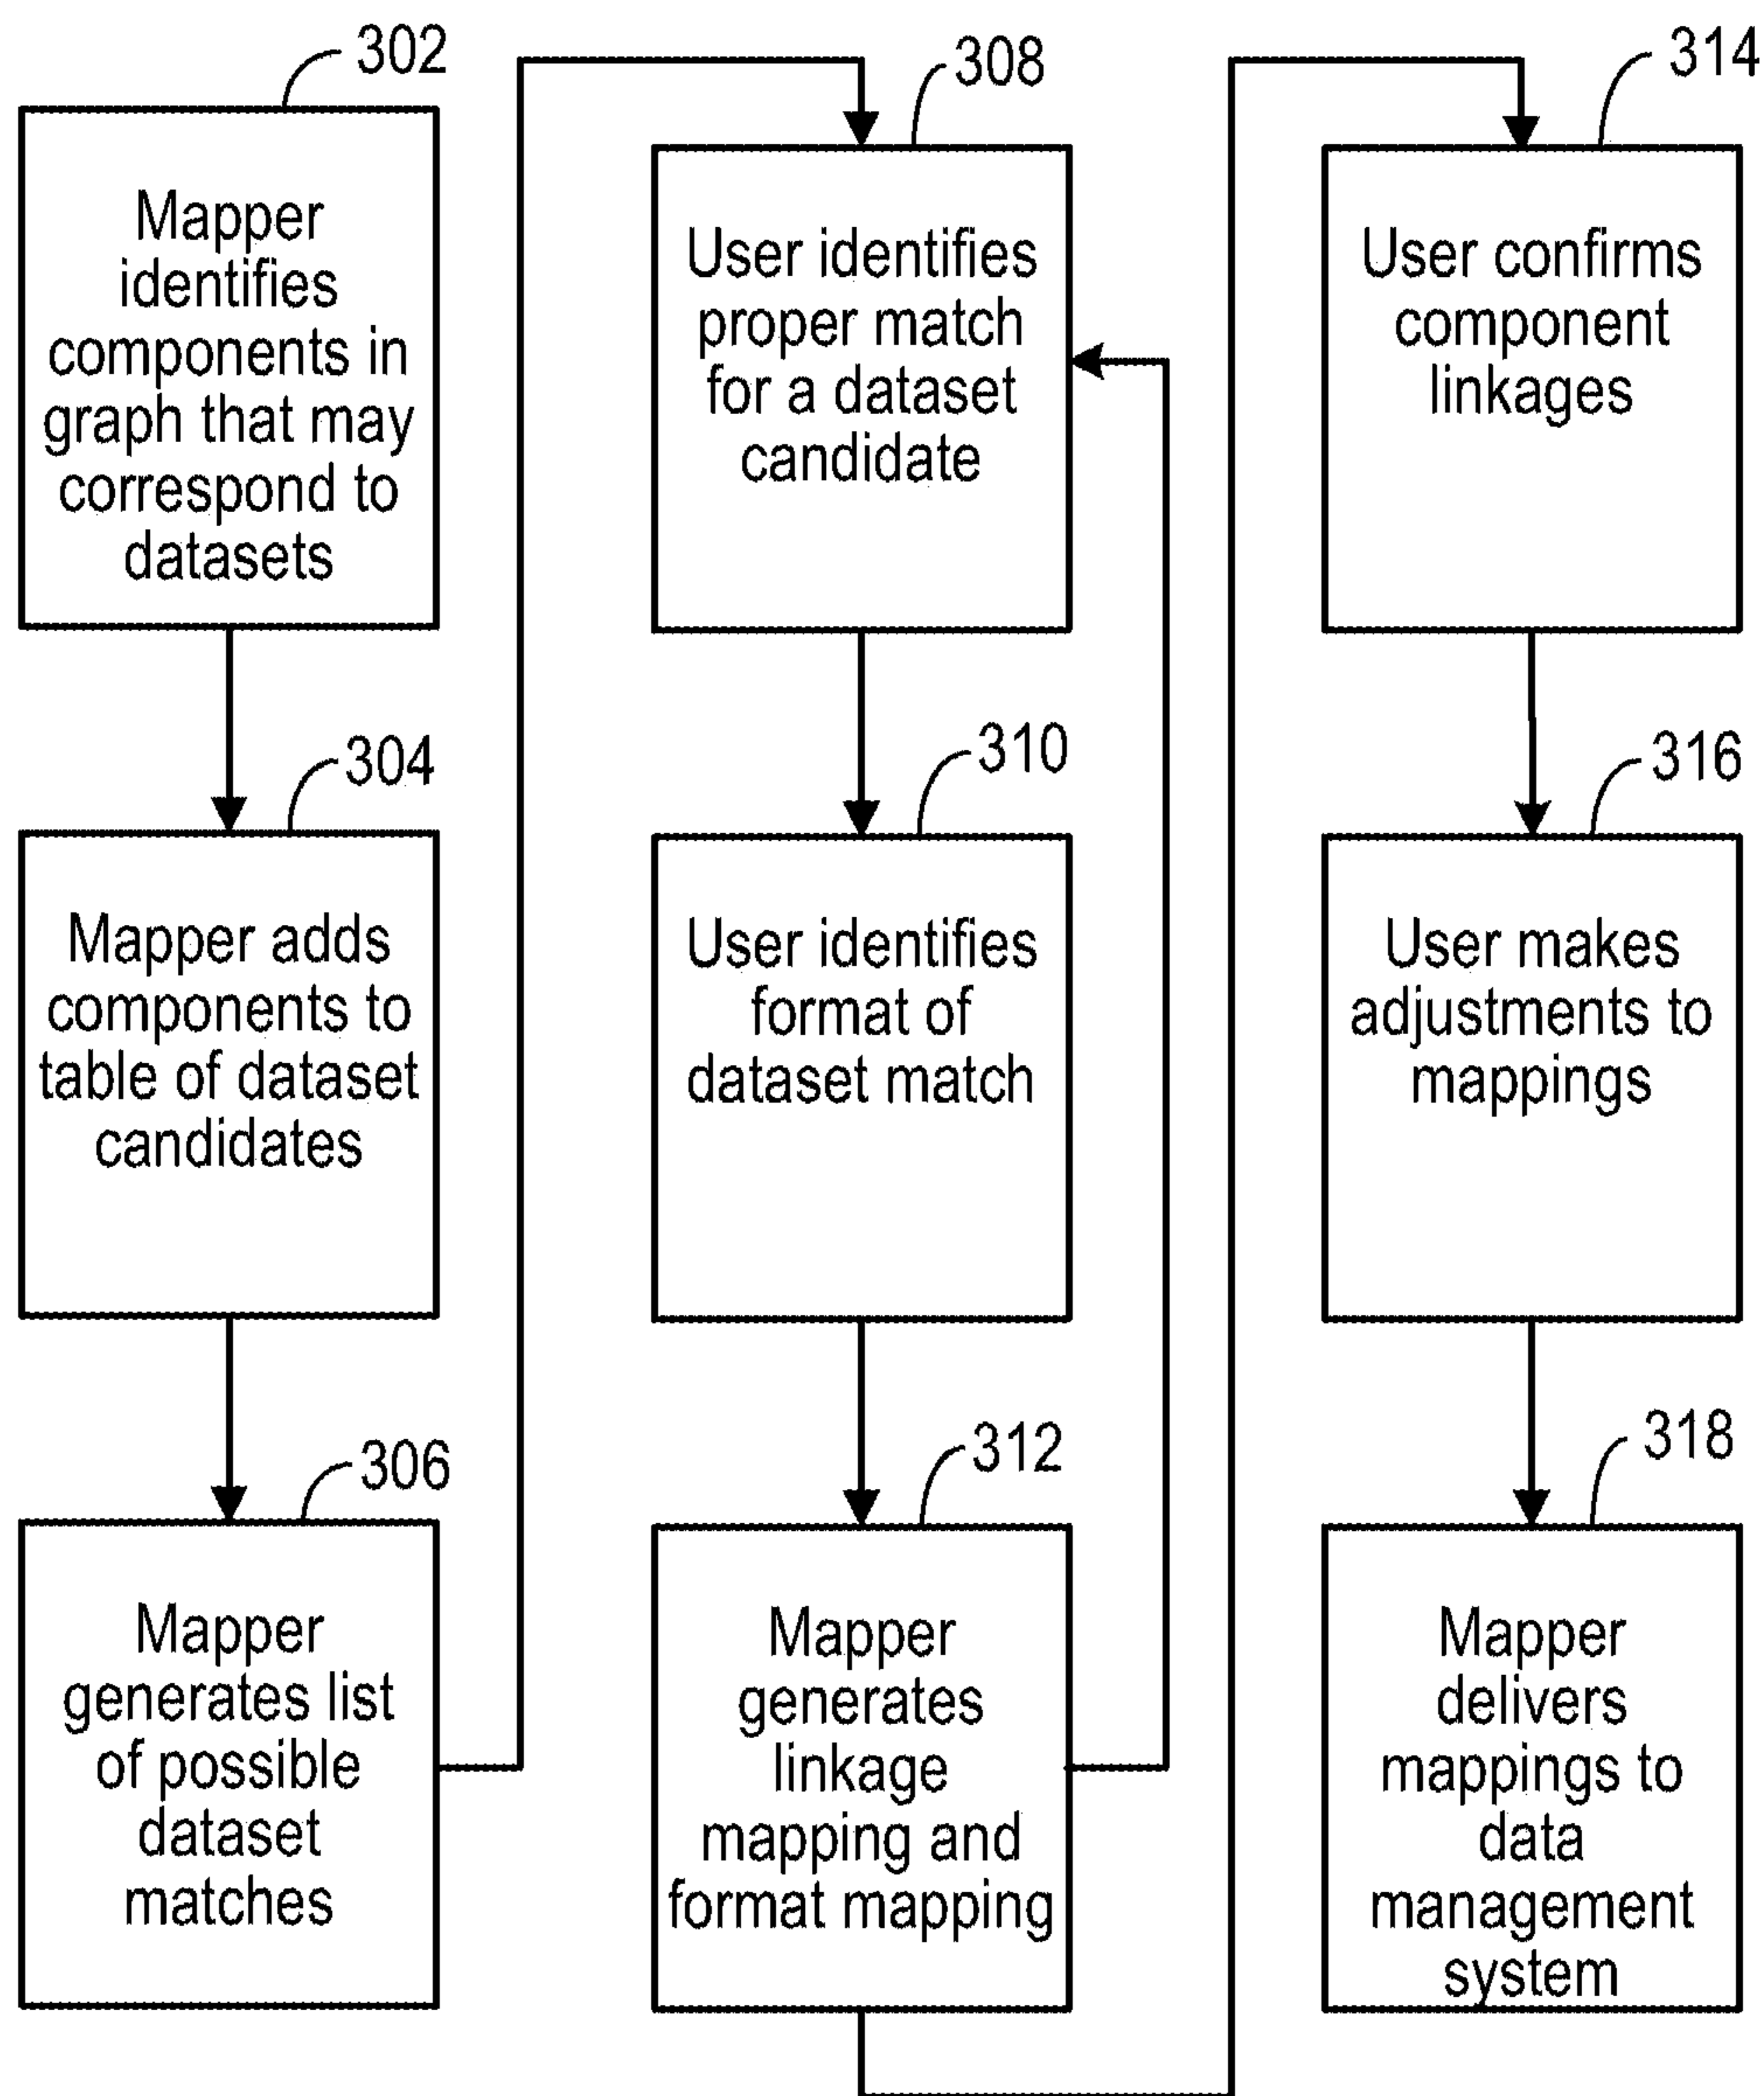 302
Mapper
identifies
components in
graph that may
correspond to
datasets
304
Mapper adds
components to
table of dataset
candidates
306
Mapper
generates list
of possible
dataset
matches
308
User identifies
proper match
for a dataset
candidate
310
User identifies
format of
dataset match
312
Mapper
generates
linkage
mapping and
format mapping
314
User confirms
component
linkages
316
User makes
adjustments to
mappings
318
Mapper
delivers
mappings to
data
management
system